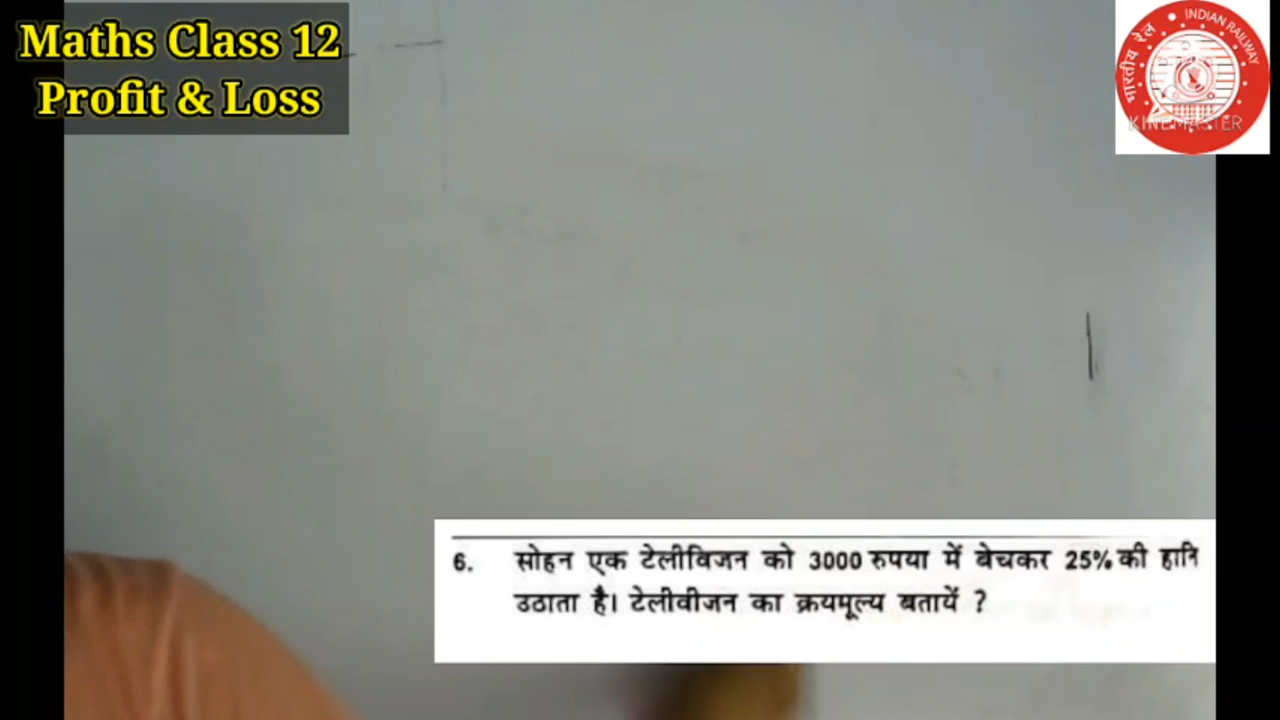 Maths Class 12
Profit & Loss
भारतीय रेल
INDIAN RAILWAY
KINEMASTER
6. सोहन एक टेलीविजन को 3000 रुपया में बेचकर 25% की हानि
उठाता है। टेलीवीजन का क्रयमूल्य बतायें ?